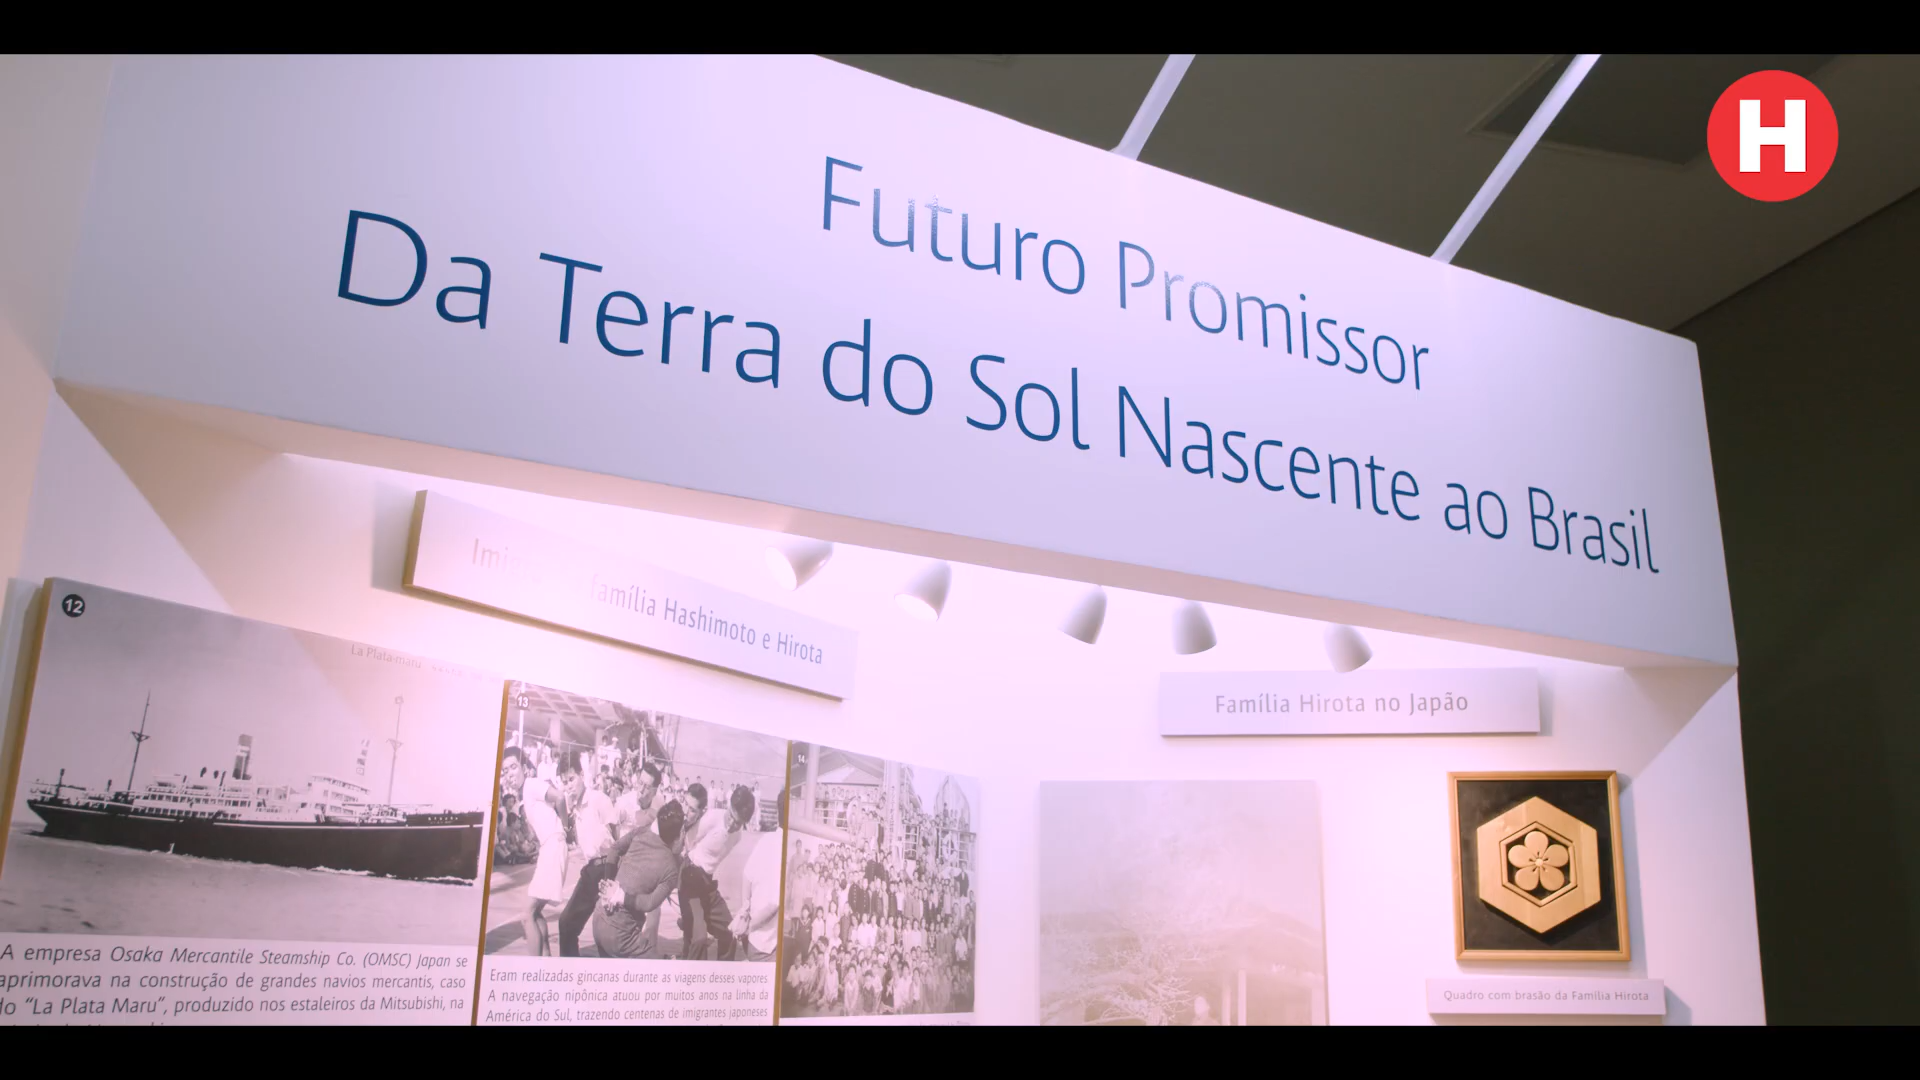 H
Futuro Promissor
Da Terra do Sol Nascente ao Brasil
família Hashimoto e Hirota
Família Hirota no Japão
12
La Plata maru
13
14
A empresa Osaka Mercantile Steamship Co. (OMSC) Japan se
aprimorava na construção de grandes navios mercantis, caso
do “La Plata Maru”, produzido nos estaleiros da Mitsubishi, na
Eram realizadas gincanas durante as viagens desses vapores
A navegação nipônica atuou por muitos anos na linha da
América do Sul, trazendo centenas de imigrantes japoneses
Quadro com brasão da Família Hirota